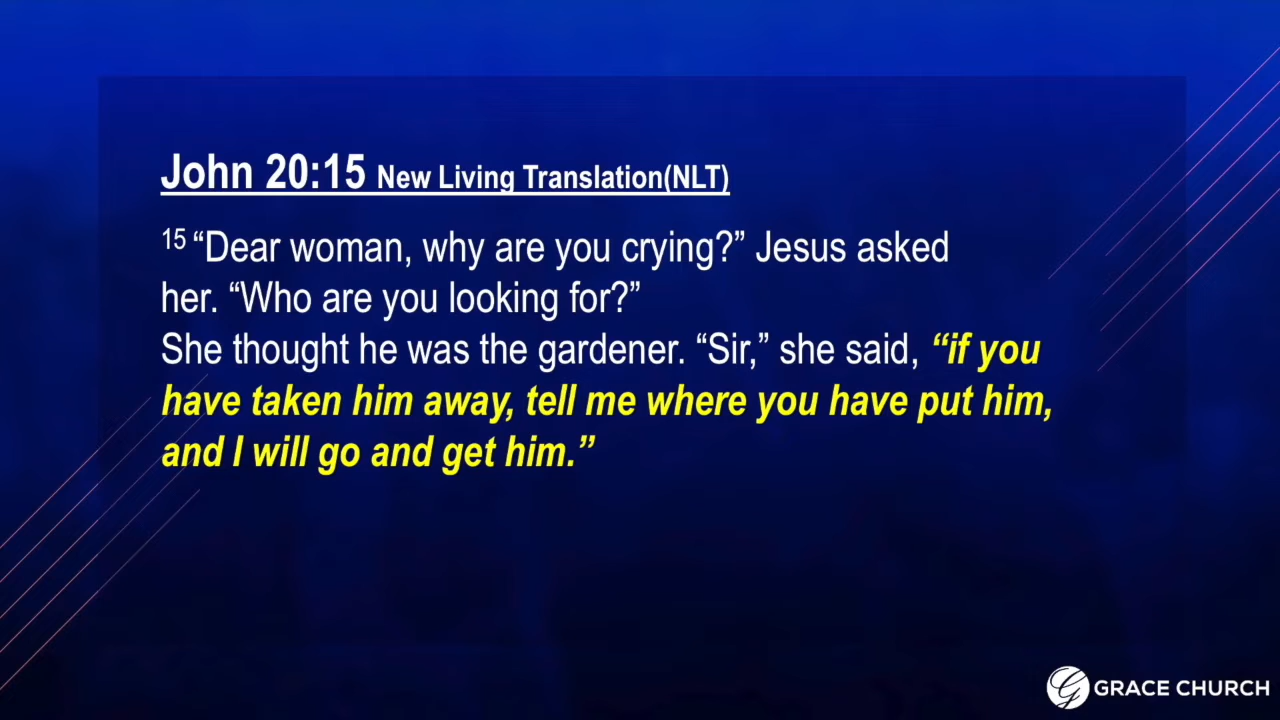 John 20:15 New Living Translation(NLT)
15 “Dear woman, why are you crying?” Jesus asked
her. “Who are you looking for?”
She thought he was the gardener. “Sir,” she said, “if you
have taken him away, tell me where you have put him,
and I will go and get him.”
GRACE CHURCH